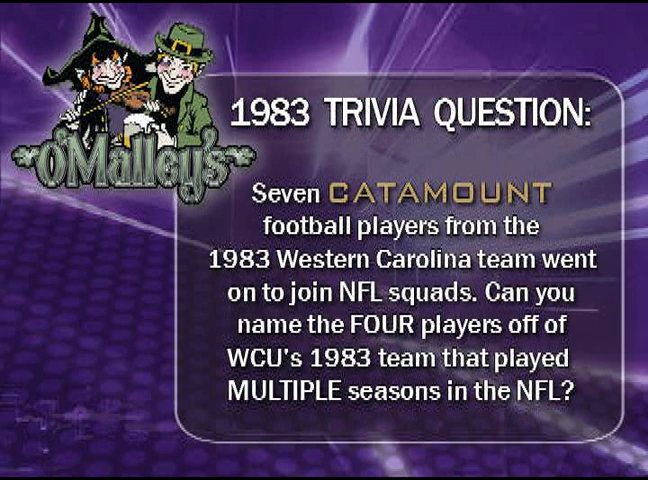 O'Malley's
1983 TRIVIA QUESTION:
Seven CATAMOUNT
football players from the
1983 Western Carolina team went
on to join NFL squads. Can you
name the FOUR players off of
WCU's 1983 team that played
MULTIPLE seasons in the NFL?